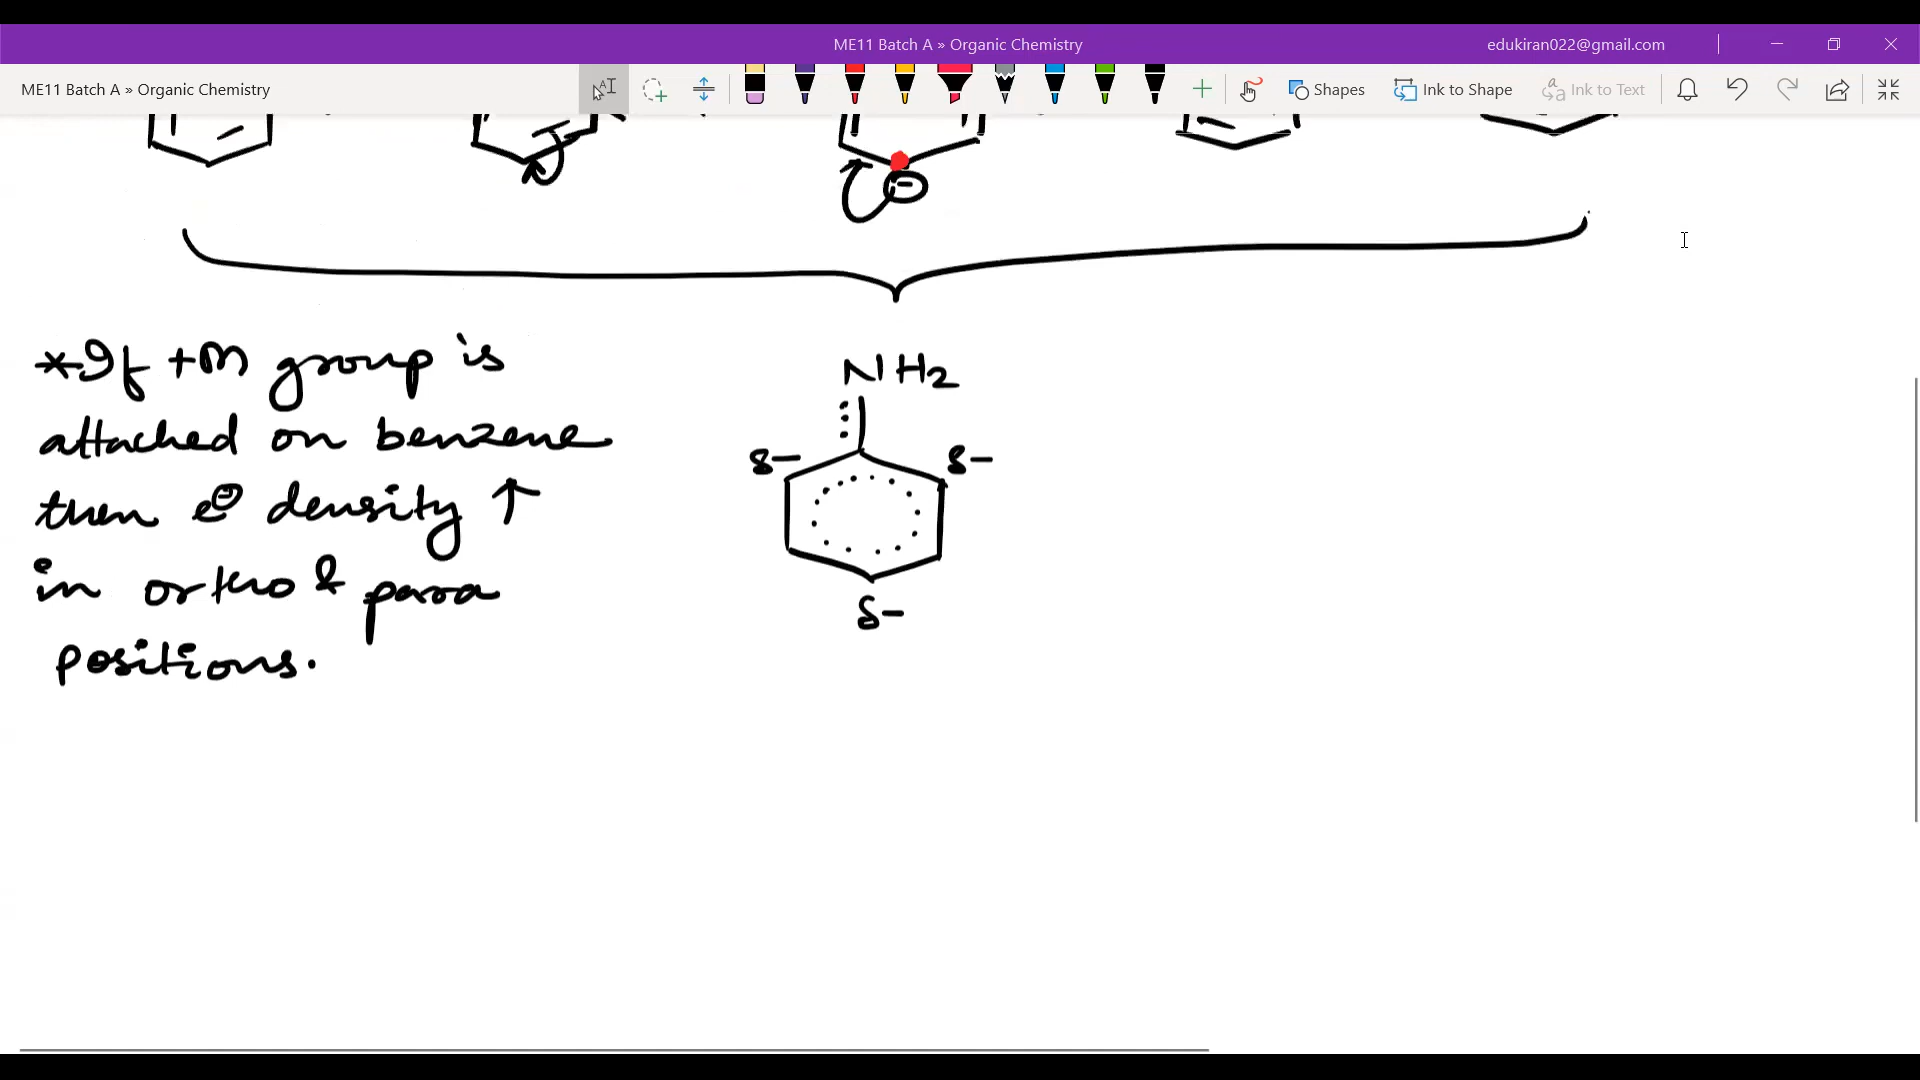 ME11 Batch A » Organic Chemistry
edukiran022@gmail.com
ME11 Batch A » Organic Chemistry
Shapes
Ink to Shape
Ink to Text
*If +M group is
attached on benzene
then e⊖ density ↑
in ortho & para
positions.
NH2
δ− δ−
δ−